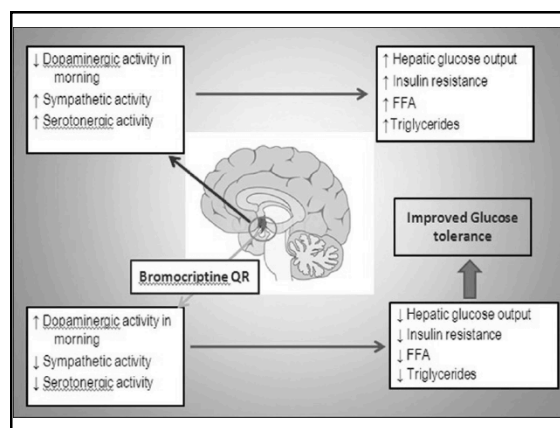 ↓ Dopaminergic activity in
morning
↑ Sympathetic activity
↑ Serotonergic activity
↑ Hepatic glucose output
↑ Insulin resistance
↑ FFA
↑Triglycerides
Improved Glucose
tolerance
Bromocriptine QR
↑ Dopaminergic activity in
morning
↓ Sympathetic activity
↓ Serotonergic activity
↓ Hepatic glucose output
↓ Insulin resistance
↓ FFA
↓ Triglycerides